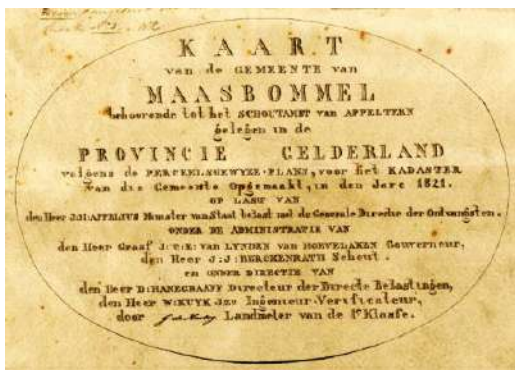 KAART
van de GEMEENTE van
MAASBOMMEL
behoorende tot het SCHOUTAMBT van APPELTERN
gelegen in de
PROVINCIE GELDERLAND
volgens de PERCEELSGEWYZE-PLANS, voor het KADASTER
van die Gemeente Opgemaakt, in den Jare 1821.
OP LAST VAN
den Heer J:H:APPELIUS Minister van Staat belast met de Generale Directie der Ontvangsten.
ONDER DE ADMINISTRATIE VAN
den Heer Graaf J:C:E: van LYNDEN van HOEVELAKEN Gouverneur,
den Heer J:J:BERCKENRATH Schout.
en ONDER DIRECTIE VAN
den Heer D:HANEGRAAFF Directeur der Directe Belastingen,
den Heer W:KUYK JZN Ingenieur-Verificateur,
door Landmeter van de 1e Klasse.